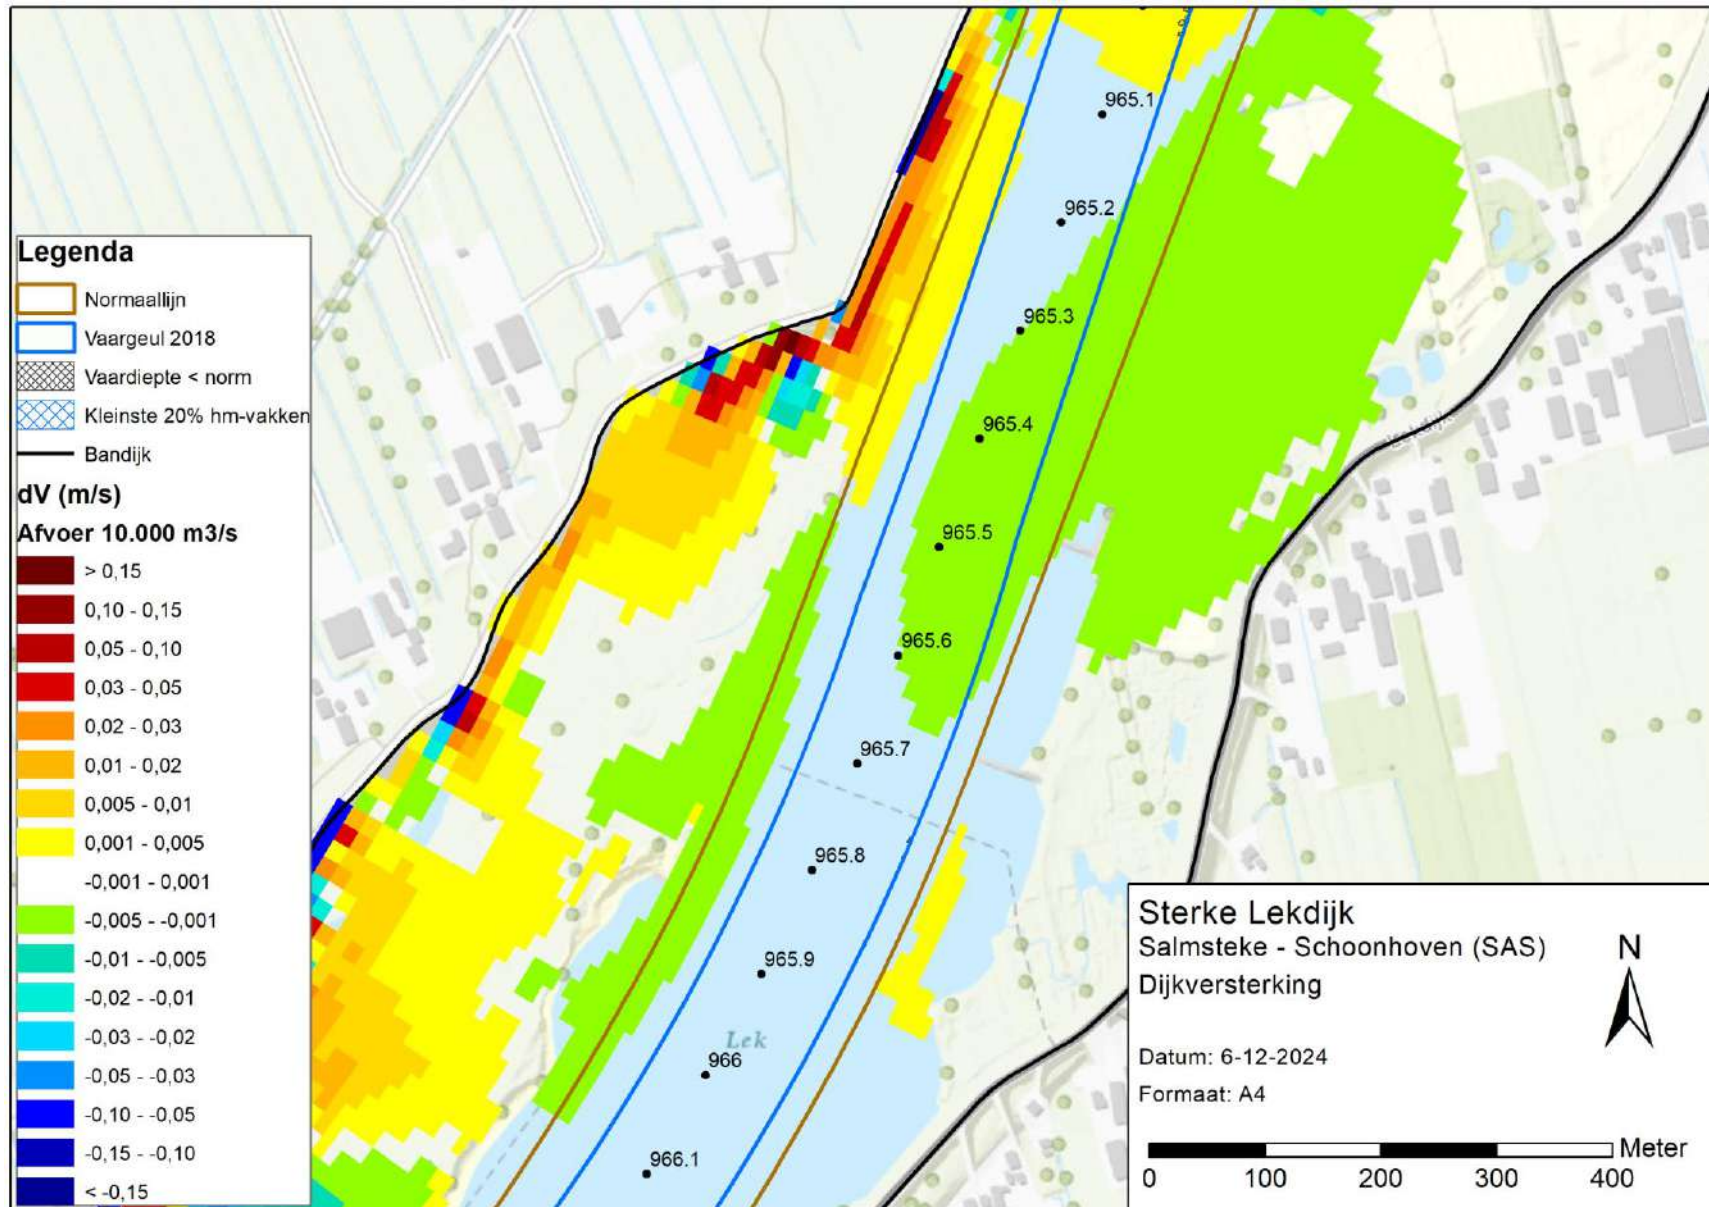 965.1
965.2
965.3
965.4
965.5
965.6
965.7
965.8
965.9
Lek
966
966.1
Legenda
Normaallijn
Vaargeul 2018
Vaardiepte < norm
Kleinste 20% hm-vakken
Bandijk
dV (m/s)
Afvoer 10.000 m3/s
> 0,15
0,10 - 0,15
0,05 - 0,10
0,03 - 0,05
0,02 - 0,03
0,01 - 0,02
0,005 - 0,01
0,001 - 0,005
-0,001 - 0,001
-0,005 - -0,001
-0,01 - -0,005
-0,02 - -0,01
-0,03 - -0,02
-0,05 - -0,03
-0,10 - -0,05
-0,15 - -0,10
< -0,15
Sterke Lekdijk
Salmsteke - Schoonhoven (SAS)
Dijkversterking
N
Datum: 6-12-2024
Formaat: A4
Meter
0 100 200 300 400